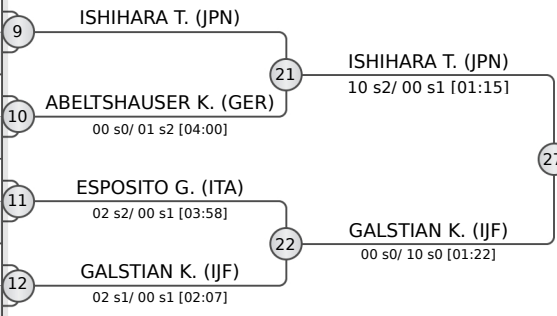 9
ISHIHARA T. (JPN)
21
ISHIHARA T. (JPN)
10 s2/ 00 s1 [01:15]
10
ABELTSHAUSER K. (GER)
00 s0/ 01 s2 [04:00]
27
11
ESPOSITO G. (ITA)
02 s2/ 00 s1 [03:58]
22
GALSTIAN K. (IJF)
00 s0/ 10 s0 [01:22]
12
GALSTIAN K. (IJF)
02 s1/ 00 s1 [02:07]